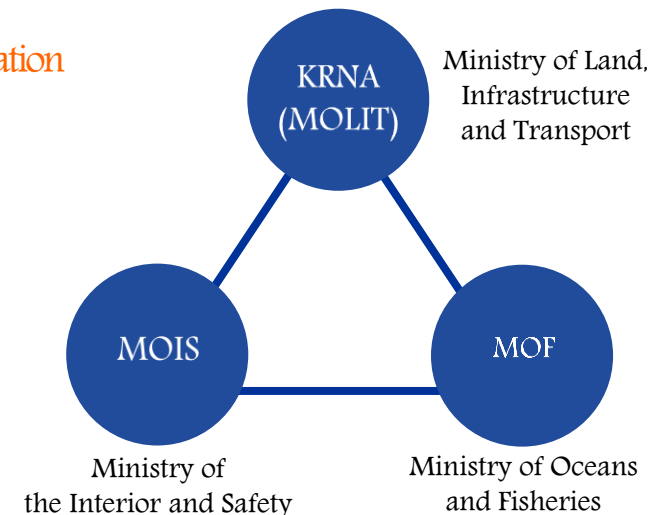 KRNA
(MOLIT)
Ministry of Land,
Infrastructure
and Transport
MOIS
MOF
Ministry of
the Interior and Safety
Ministry of Oceans
and Fisheries